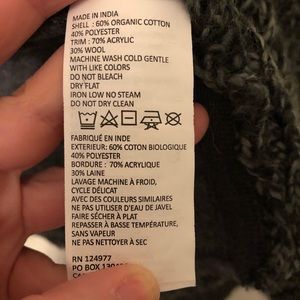 MADE IN INDIA
SHELL : 60% ORGANIC COTTON
40% POLYESTER
TRIM : 70% ACRYLIC
30% WOOL
MACHINE WASH COLD GENTLE
WITH LIKE COLORS
DO NOT BLEACH
DRY FLAT
IRON LOW NO STEAM
DO NOT DRY CLEAN
FABRIQUÉ EN INDE
EXTERIEUR: 60% COTON BIOLOGIQUE
40% POLYESTER
BORDURE : 70% ACRYLIQUE
30% LAINE
LAVAGE MACHINE À FROID,
CYCLE DÉLICAT
AVEC DES COULEURS SIMILAIRES
NE PAS UTILISER D'EAU DE JAVEL
FAIRE SÉCHER À PLAT
REPASSER À BASSE TEMPÉRATURE,
SANS VAPEUR
NE PAS NETTOYER À SEC
RN 124977
PO BOX